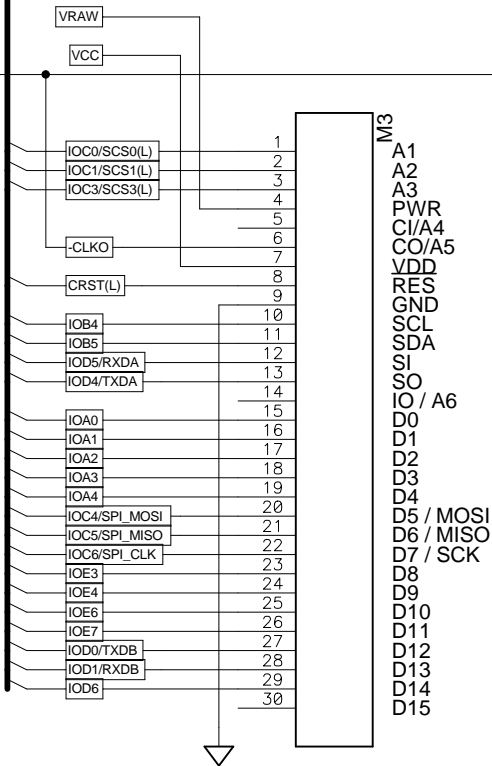 VRAW
VCC
M3
IOC0/SCS0(L) 1 A1
IOC1/SCS1(L) 2 A2
IOC3/SCS3(L) 3 A3
4 PWR
5 CI/A4
-CLKO 6 CO/A5
7 VDD
CRST(L) 8 RES
9 GND
IOB4 10 SCL
IOB5 11 SDA
IOD5/RXDA 12 SI
IOD4/TXDA 13 SO
14 IO / A6
IOA0 15 D0
IOA1 16 D1
IOA2 17 D2
IOA3 18 D3
IOA4 19 D4
IOC4/SPI_MOSI 20 D5 / MOSI
IOC5/SPI_MISO 21 D6 / MISO
IOC6/SPI_CLK 22 D7 / SCK
IOE3 23 D8
IOE4 24 D9
IOE6 25 D10
IOE7 26 D11
IOD0/TXDB 27 D12
IOD1/RXDB 28 D13
IOD6 29 D14
30 D15